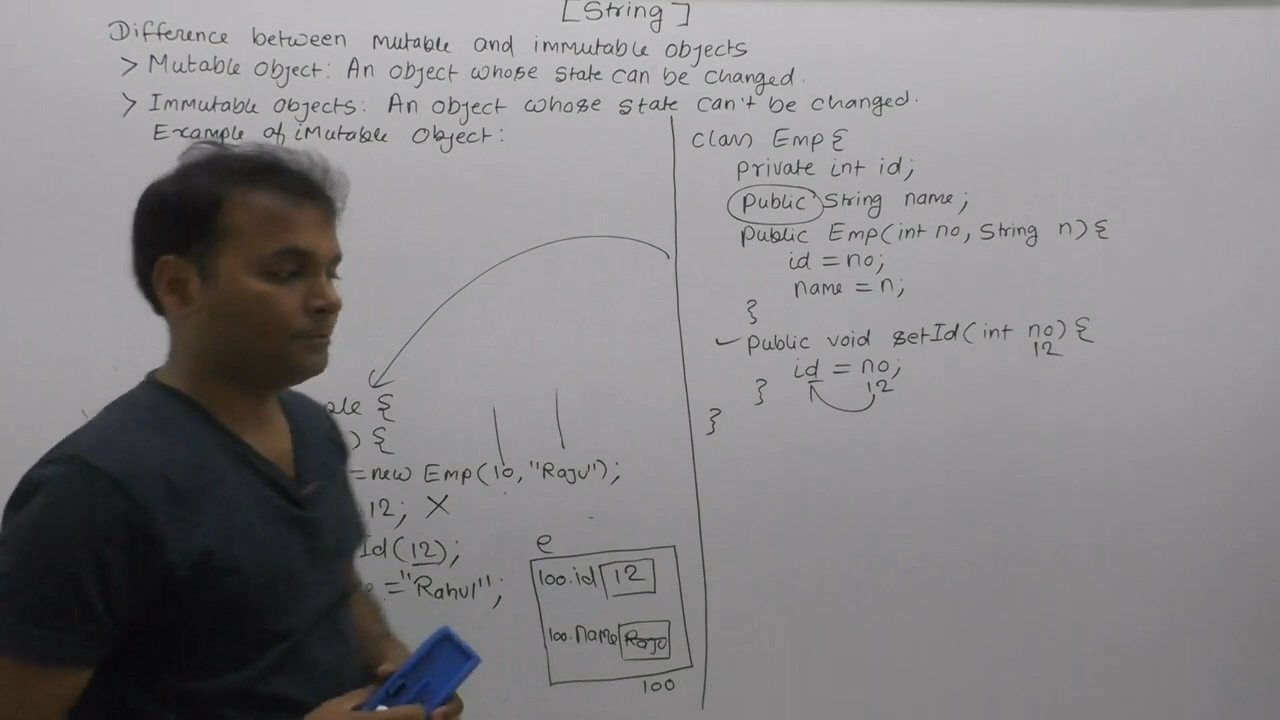 [String]
Difference between mutable and immutable objects
> Mutable Object: An object whose state can be changed.
> Immutable Objects: An object whose state can't be changed.
Example of iMutable Object:
ale {
) {
=new Emp(10, "Raju");
12; X
Id(12);
="Rahul";
e
100.id 12
100.name Raju
100
class Emp{
private int id;
Public String name;
public Emp(int no, String n){
id = no;
name = n;
}
public void setId(int no){
12
id = no;
12
}
}